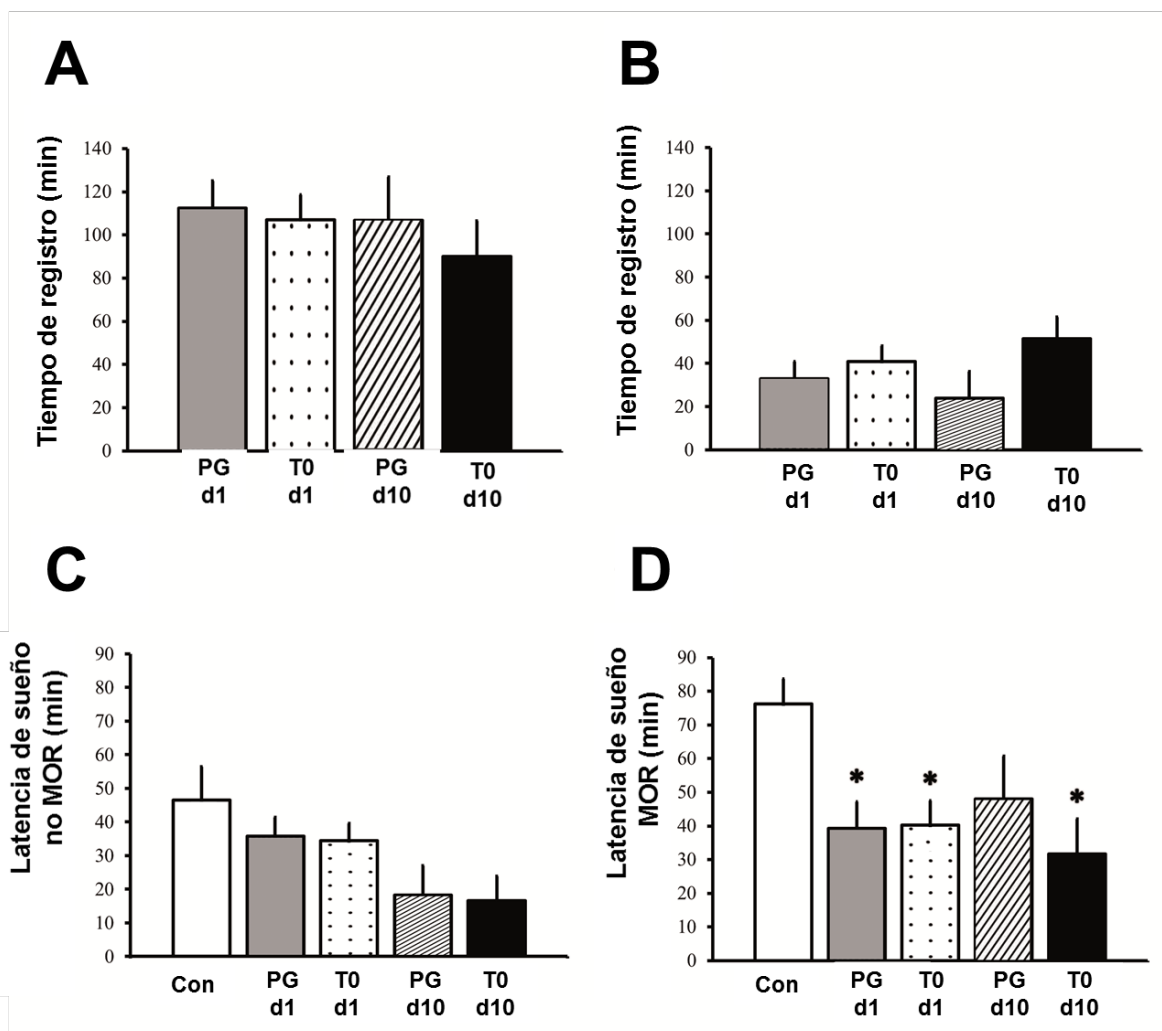 A
Tiempo de registro (min)
140
120
100
80
60
40
20
0
PG
d1
T0
d1
PG
d10
T0
d10
B
Tiempo de registro (min)
140
120
100
80
60
40
20
0
PG
d1
T0
d1
PG
d10
T0
d10
C
Latencia de sueño
no MOR (min)
90
80
70
60
50
40
30
20
10
0
Con
PG
d1
T0
d1
PG
d10
T0
d10
D
Latencia de sueño
MOR (min)
90
80
70
60
50
40
30
20
10
0
*
*
*
Con
PG
d1
T0
d1
PG
d10
T0
d10